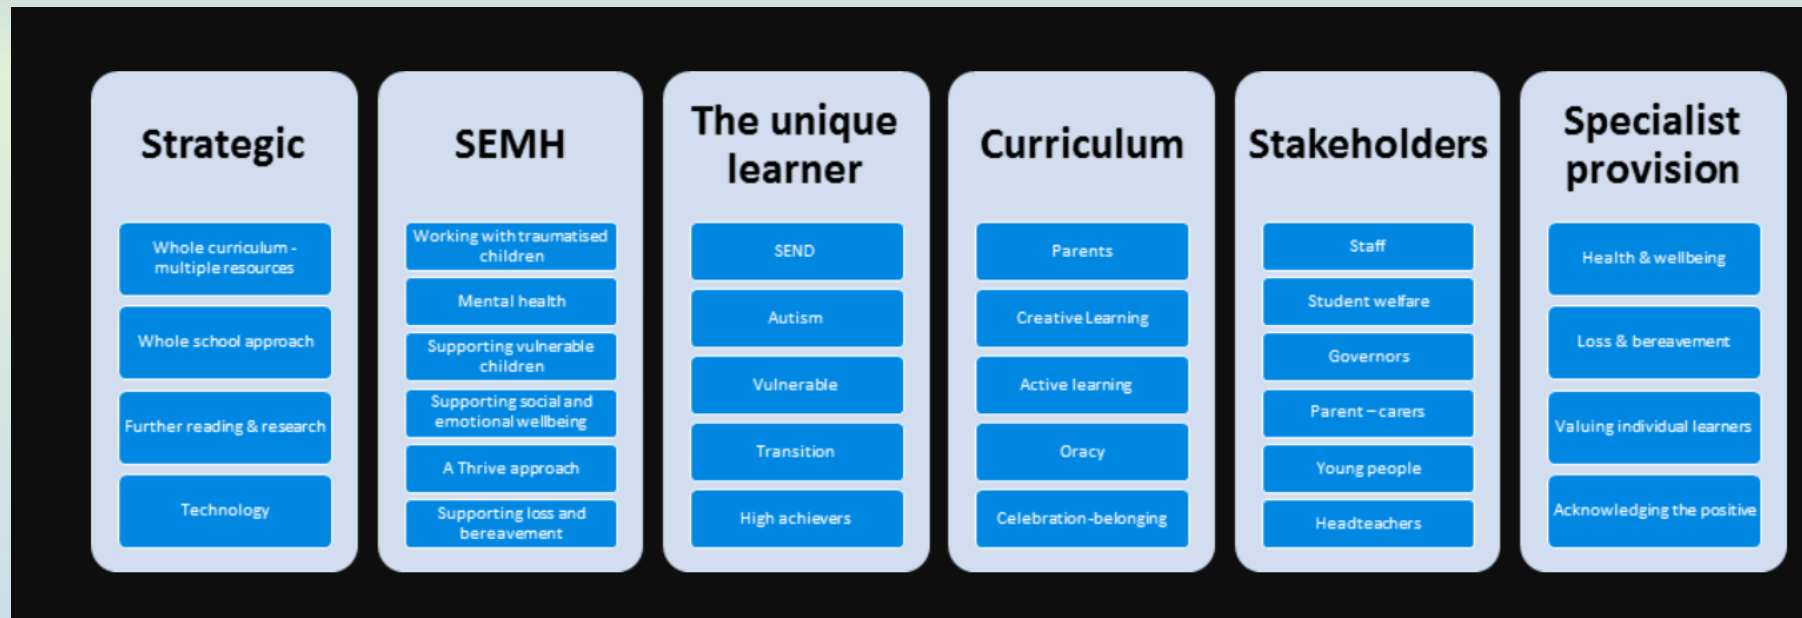 Strategic
Whole curriculum -
multiple resources
Whole school approach
Further reading & research
Technology
SEMH
Working with traumatised
children
Mental health
Supporting vulnerable
children
Supporting social and
emotional wellbeing
A Thrive approach
Supporting loss and
bereavement
The unique
learner
SEND
Autism
Vulnerable
Transition
High achievers
Curriculum
Parents
Creative Learning
Active learning
Oracy
Celebration-belonging
Stakeholders
Staff
Student welfare
Governors
Parent – carers
Young people
Headteachers
Specialist
provision
Health & wellbeing
Loss & bereavement
Valuing individual learners
Acknowledging the positive